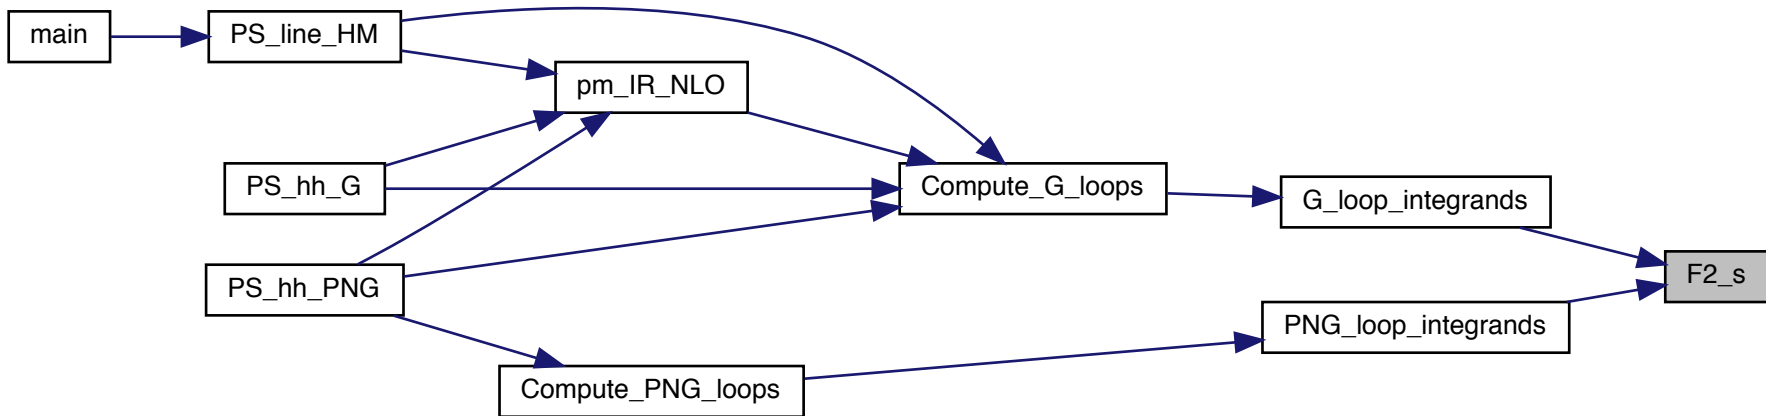 main
PS_line_HM
pm_IR_NLO
PS_hh_G
Compute_G_loops
G_loop_integrands
PS_hh_PNG
F2_s
PNG_loop_integrands
Compute_PNG_loops